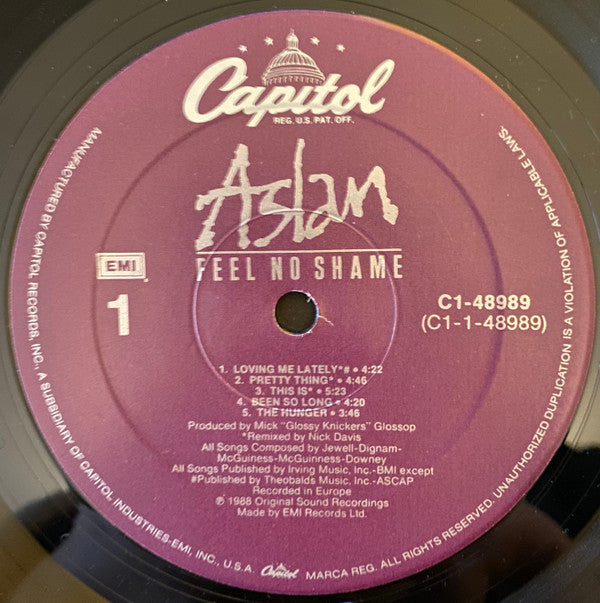 Capitol
REG. U.S. PAT. OFF.
Aslan
FEEL NO SHAME
EMI
1
C1-48989
(C1-1-48989)
1. LOVING ME LATELY*# • 4:22
2. PRETTY THING* • 4:46
3. THIS IS* • 5:23
4. BEEN SO LONG • 4:20
5. THE HUNGER • 3:46
Produced by Mick "Glossy Knickers" Glossop
*Remixed by Nick Davis
All Songs Composed by Jewell-Dignam-
McGuiness-McGuinness-Downey
All Songs Published by Irving Music, Inc.-BMI except
#Published by Theobalds Music, Inc.-ASCAP
Recorded in Europe
℗ 1988 Original Sound Recordings
Made by EMI Records Ltd.
MANUFACTURED BY CAPITOL RECORDS, INC., A SUBSIDIARY OF CAPITOL INDUSTRIES-EMI, INC., U.S.A. Capitol MARCA REG. ALL RIGHTS RESERVED. UNAUTHORIZED DUPLICATION IS A VIOLATION OF APPLICABLE LAWS.